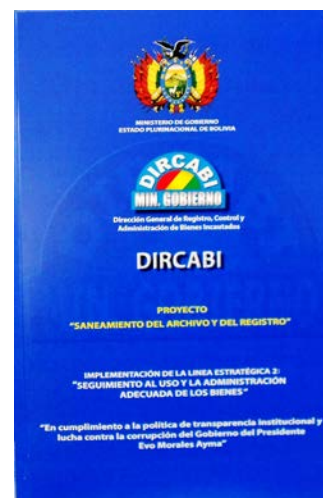 MINISTERIO DE GOBIERNO
ESTADO PLURINACIONAL DE BOLIVIA
DIRCABI
MIN. GOBIERNO
Dirección General de Registro, Control y
Administración de Bienes Incautados
DIRCABI
PROYECTO
"SANEAMIENTO DEL ARCHIVO Y DEL REGISTRO"
IMPLEMENTACIÓN DE LA LINEA ESTRATÉGICA 2:
"SEGUIMIENTO AL USO Y LA ADMINISTRACIÓN
ADECUADA DE LOS BIENES"
"En cumplimiento a la política de transparencia institucional y
lucha contra la corrupción del Gobierno del Presidente
Evo Morales Ayma"